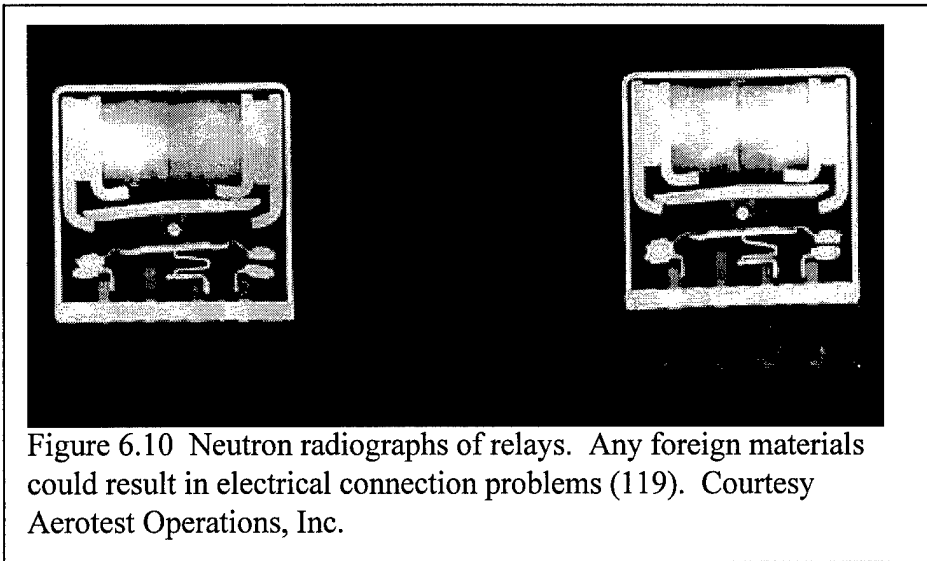 Figure 6.10 Neutron radiographs of relays. Any foreign materials
could result in electrical connection problems (119). Courtesy
Aerotest Operations, Inc.